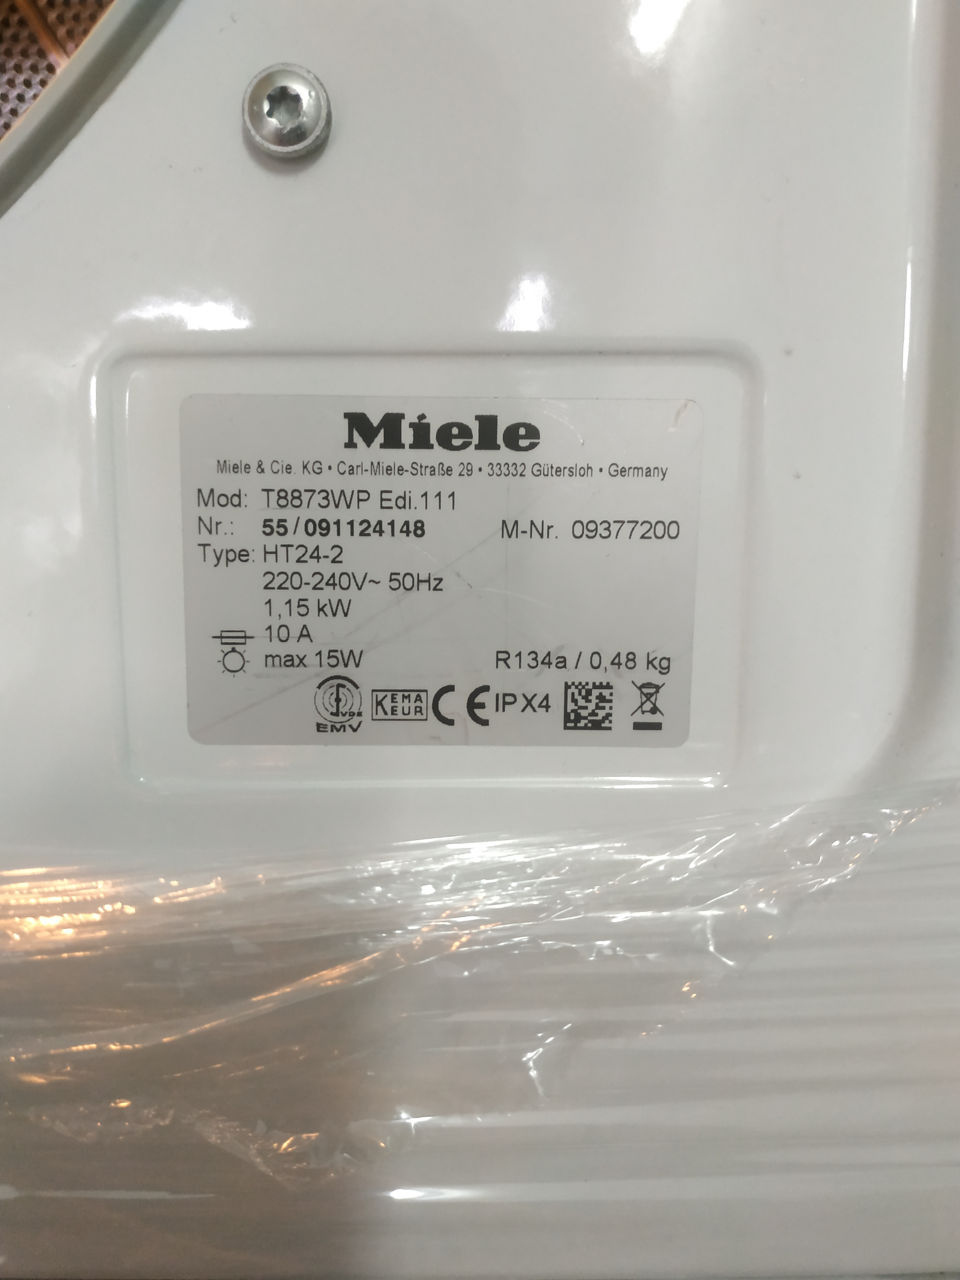 Miele
Miele & Cie. KG • Carl-Miele-Straße 29 • 33332 Gütersloh • Germany
Mod: T8873WP Edi.111
Nr.: 55/091124148 M-Nr. 09377200
Type: HT24-2
220-240V~ 50Hz
1,15 kW
10 A
max 15W R134a / 0,48 kg
VDE
EMV
KEMA
KEUR
CE
IPX4